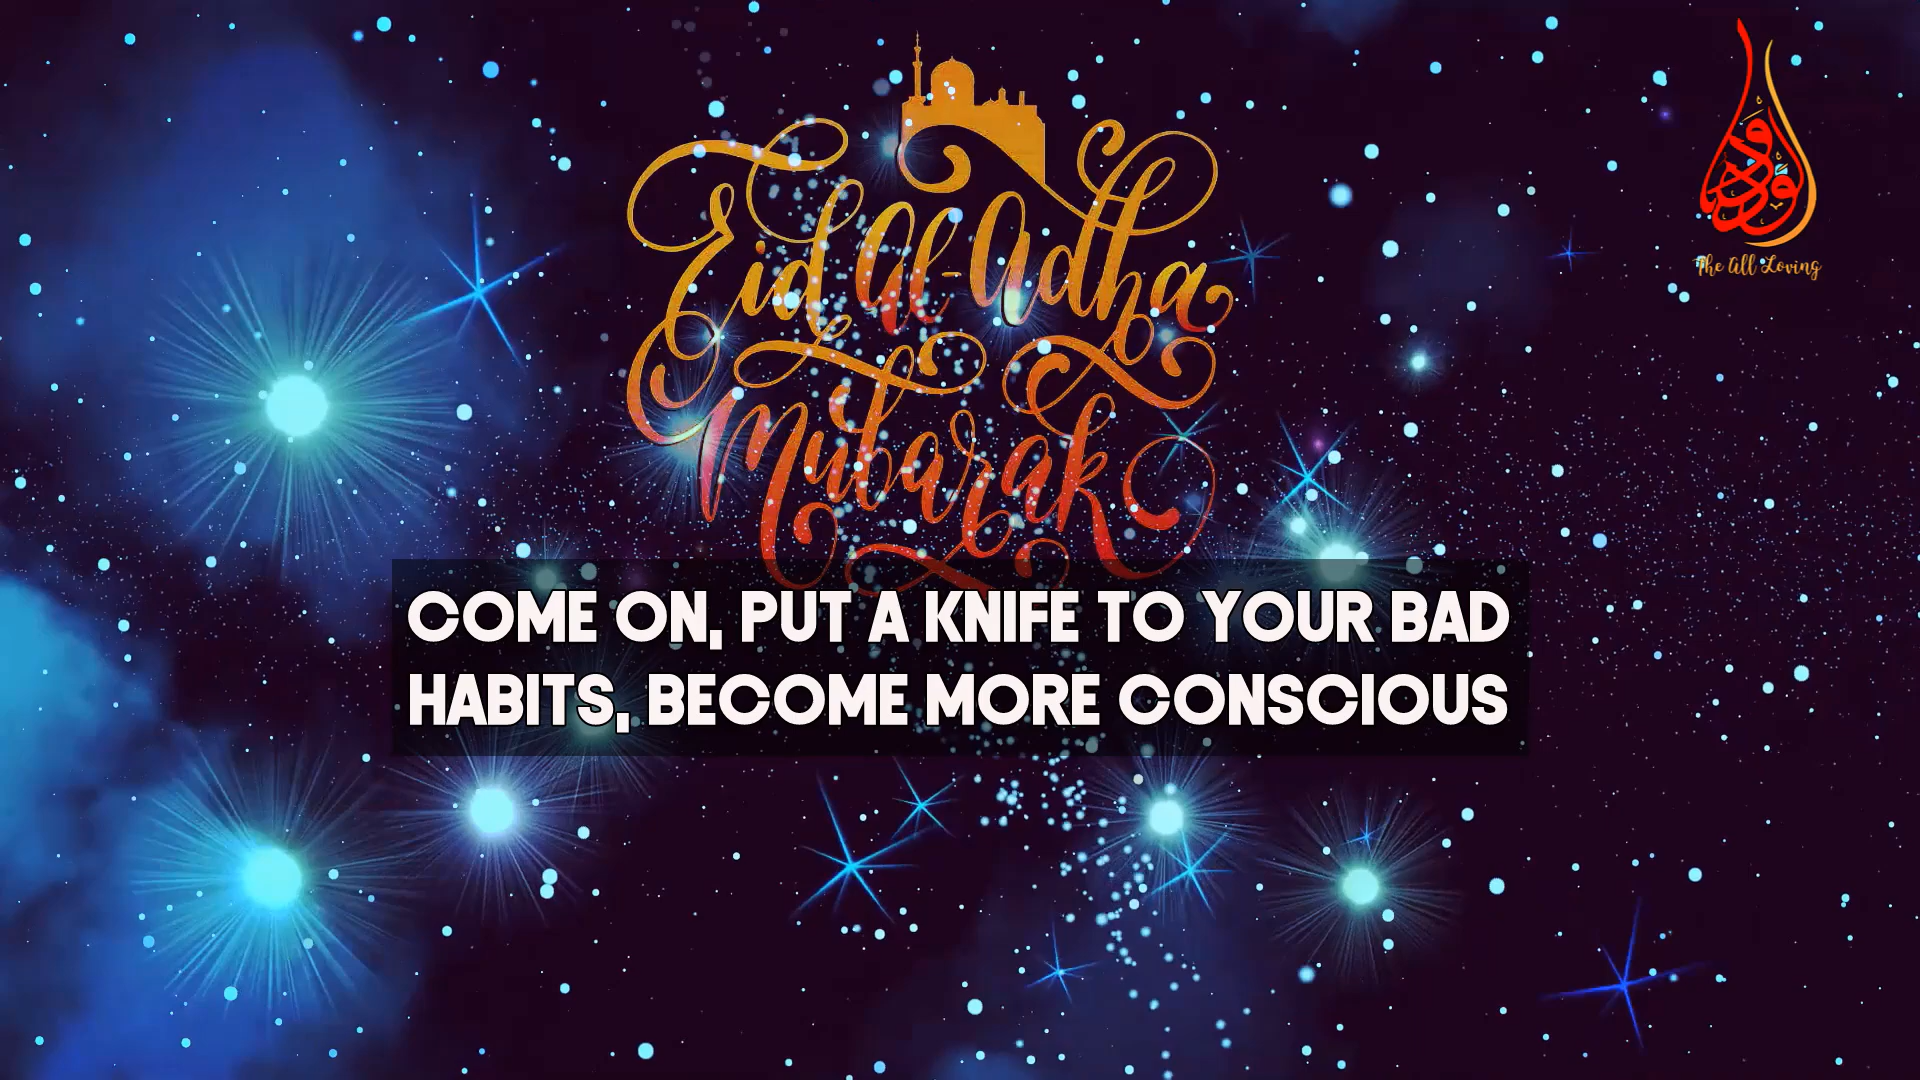 Eid Al-Adha
Mubarak
The All Loving
COME ON, PUT A KNIFE TO YOUR BAD
HABITS, BECOME MORE CONSCIOUS